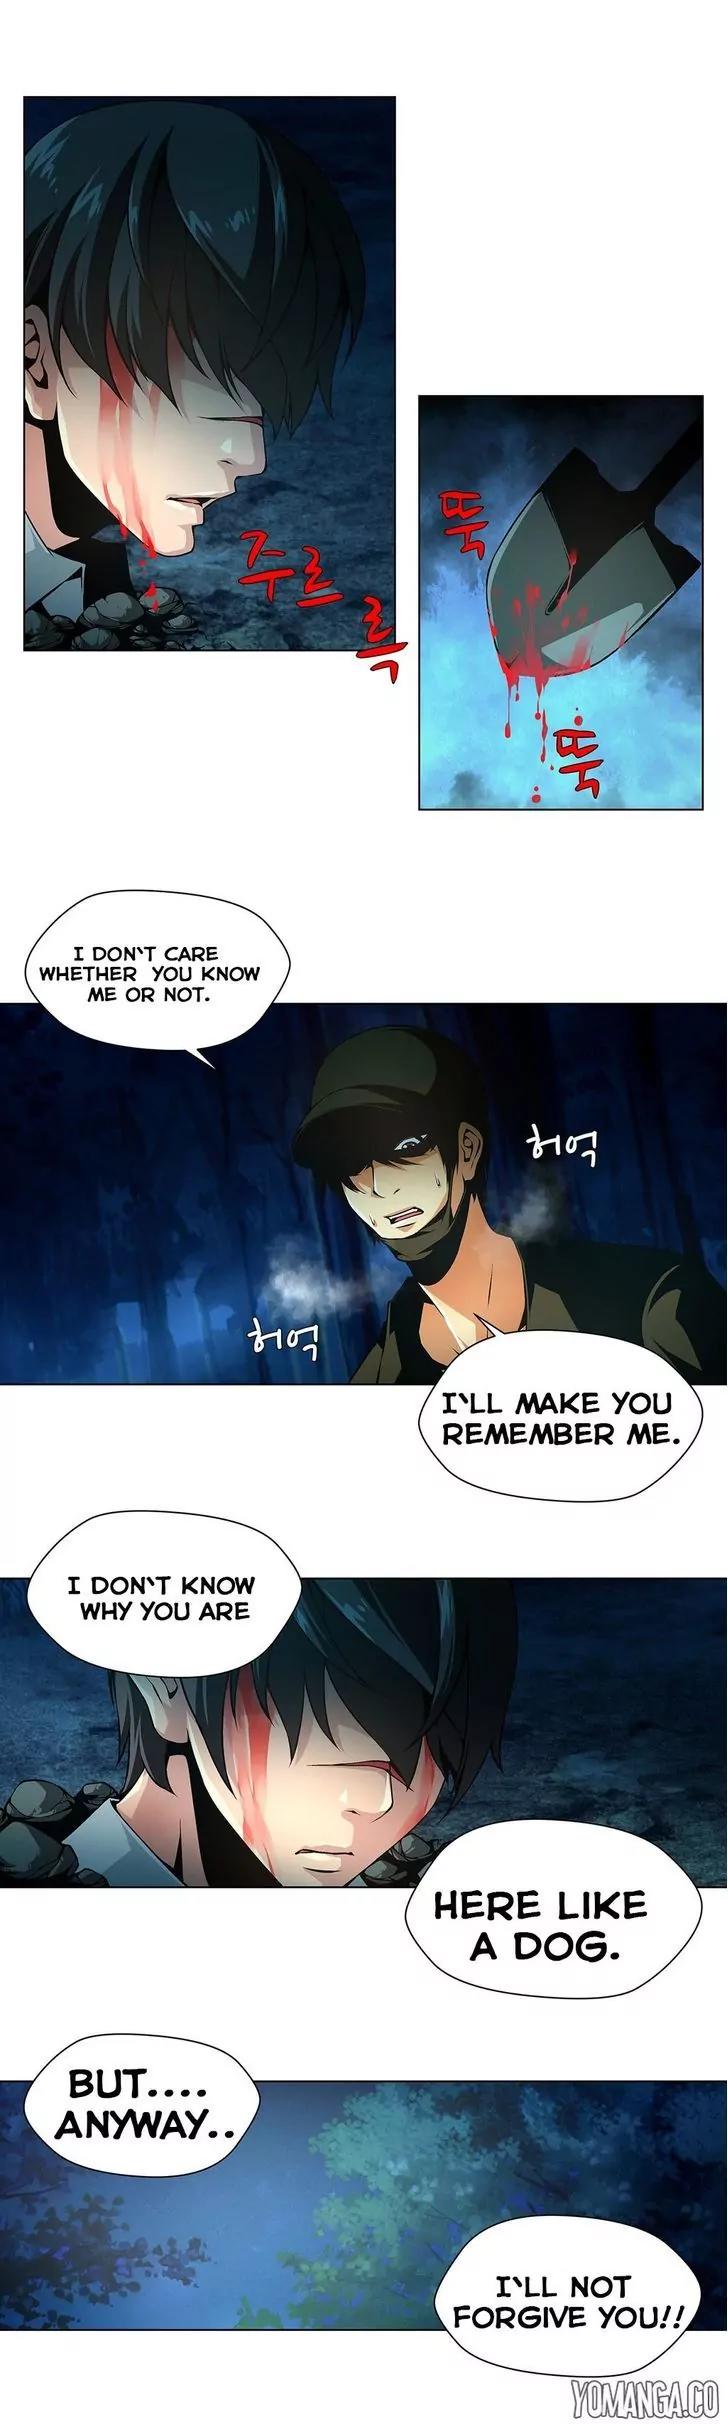 주르
륵
뚝
뚝
I DON'T CARE
WHETHER YOU KNOW
ME OR NOT.
허억
허억
I'LL MAKE YOU
REMEMBER ME.
I DON'T KNOW
WHY YOU ARE
HERE LIKE
A DOG.
BUT....
ANYWAY..
I'LL NOT
FORGIVE YOU!!
YOMANGA.CO